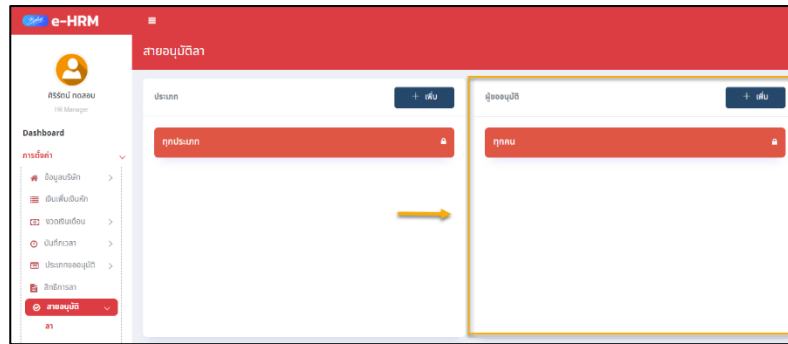 e-HRM
สายอนุมัติลา
ศิริรัตน์ ทดสอบ
HR Manager
Dashboard
การตั้งค่า
ข้อมูลบริษัท
เงินเพิ่มเงินหัก
งวดเงินเดือน
บันทึกเวลา
ประเภทขออนุมัติ
สิทธิการลา
สายอนุมัติ
ลา
ประเภท
+ เพิ่ม
ทุกประเภท
ผู้ขออนุมัติ
+ เพิ่ม
ทุกคน